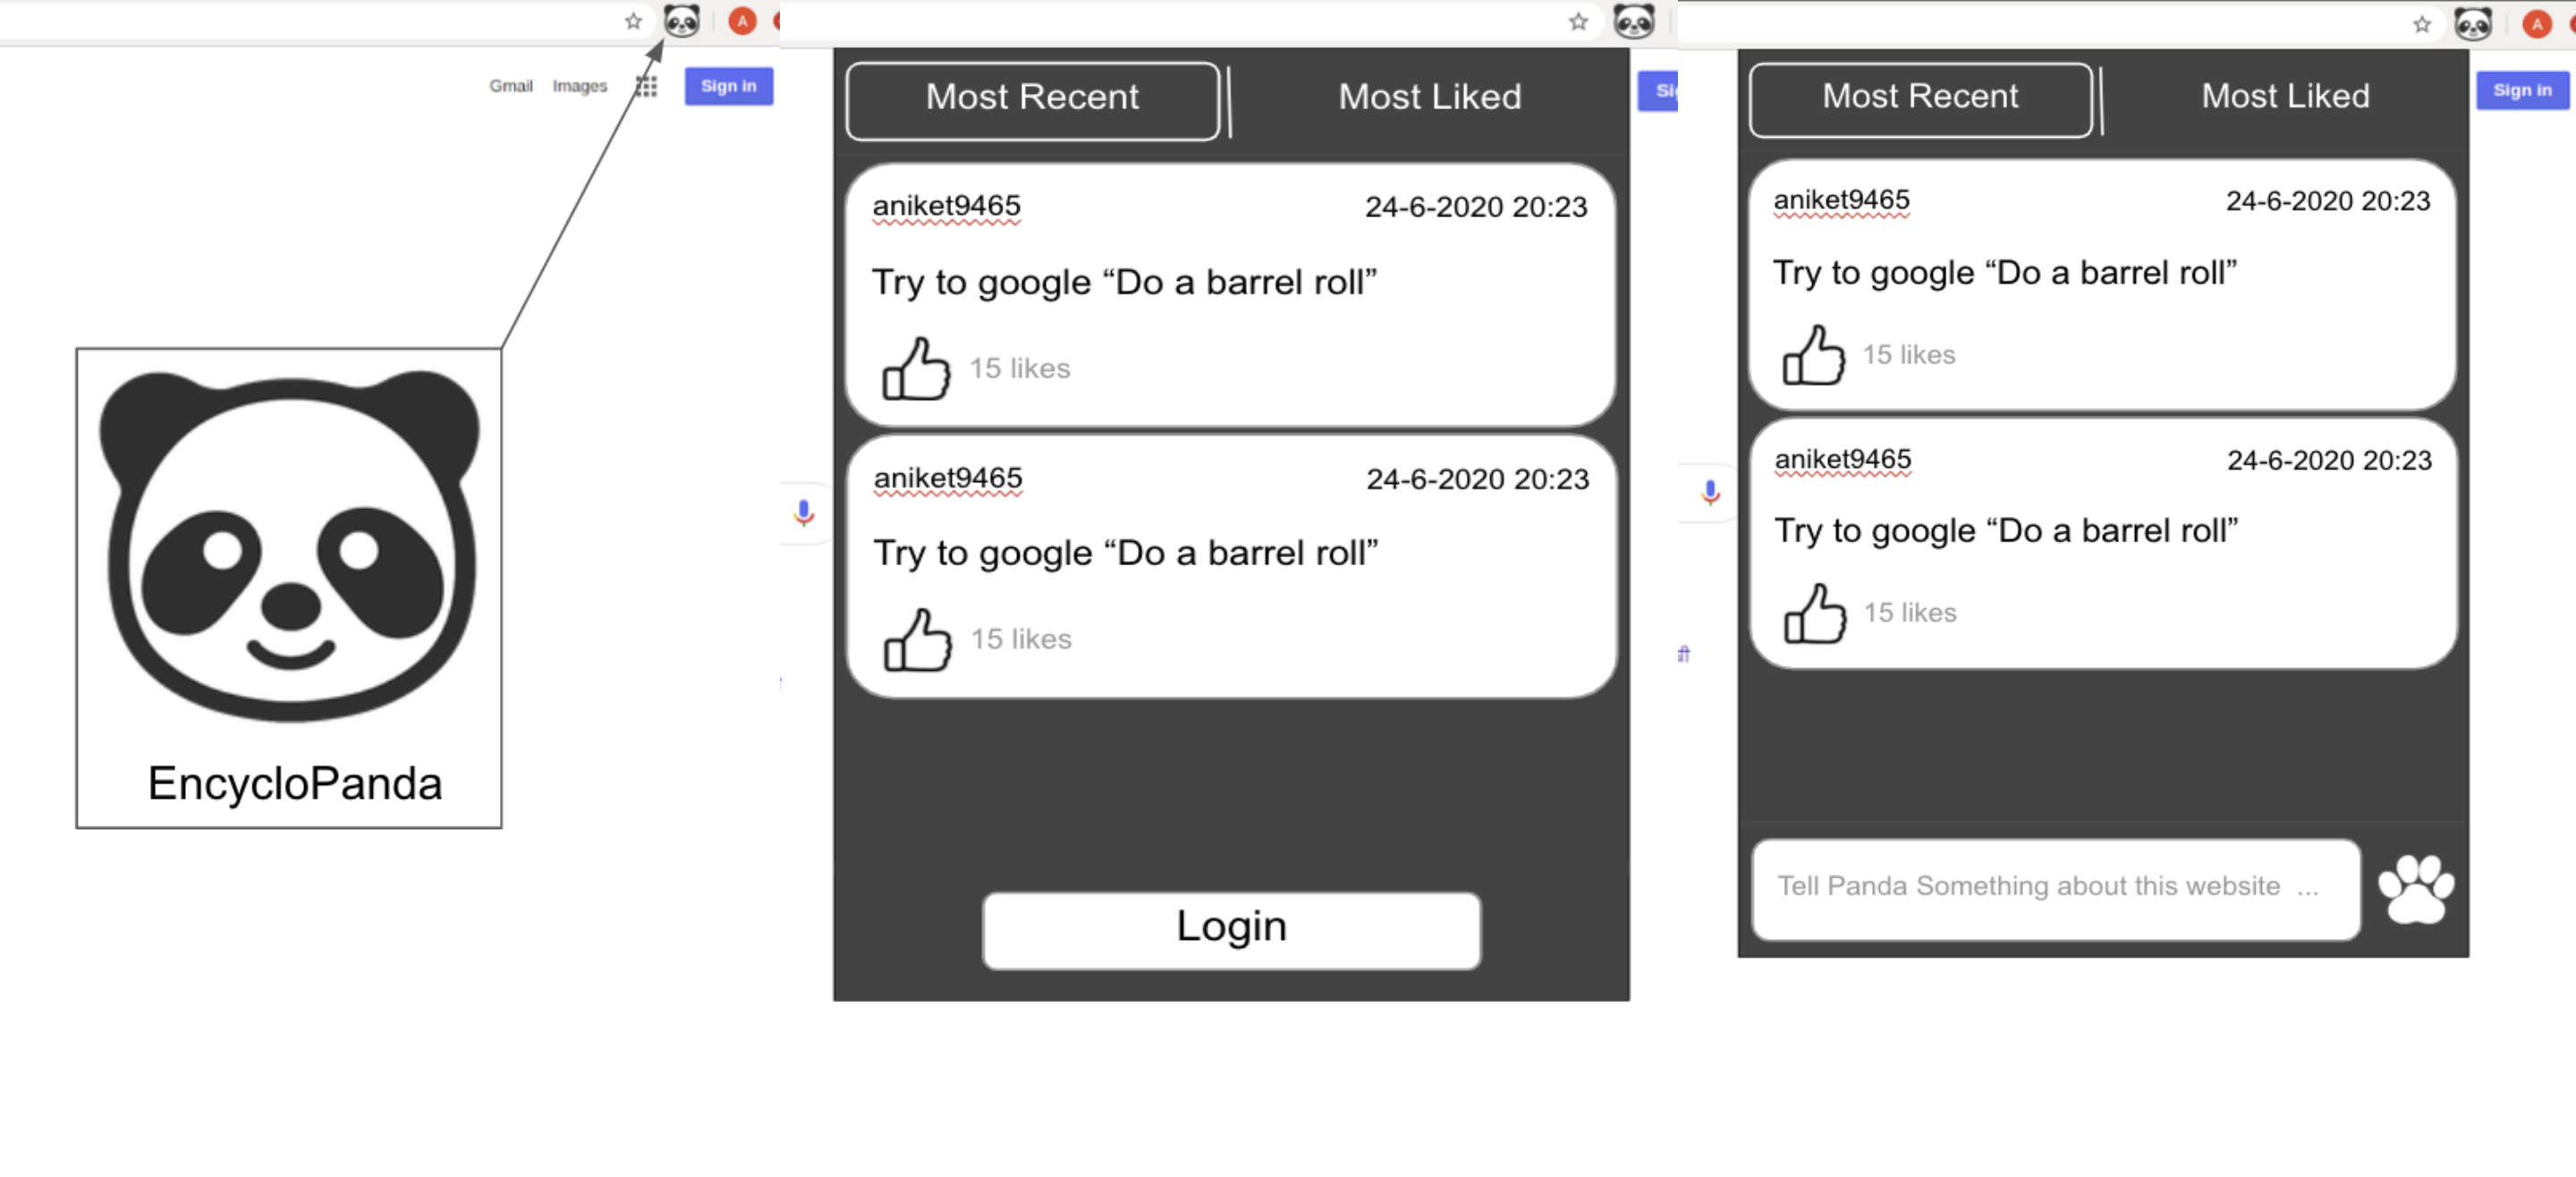 A
Gmail Images Sign in
EncycloPanda
Most Recent Most Liked
aniket9465 24-6-2020 20:23
Try to google “Do a barrel roll”
15 likes
aniket9465 24-6-2020 20:23
Try to google “Do a barrel roll”
15 likes
Login
A
Most Recent Most Liked
Sign in
aniket9465 24-6-2020 20:23
Try to google “Do a barrel roll”
15 likes
aniket9465 24-6-2020 20:23
Try to google “Do a barrel roll”
15 likes
Tell Panda Something about this website ...